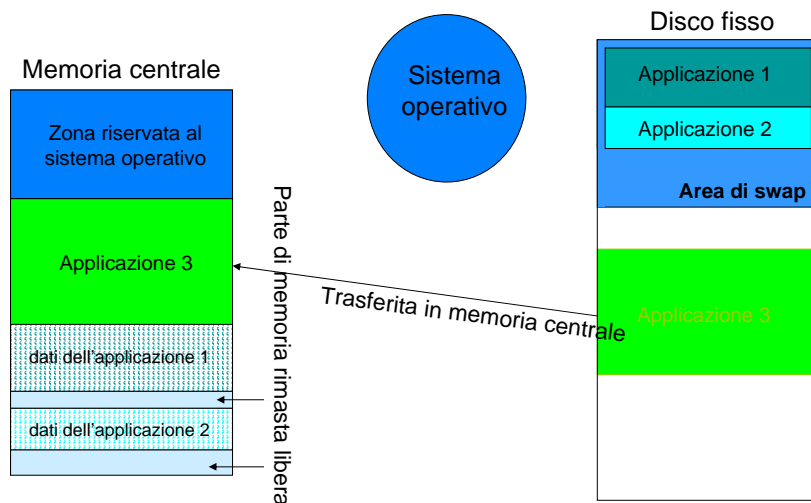 Disco fisso
Memoria centrale
Sistema
operativo
Applicazione 1
Applicazione 2
Area di swap
Zona riservata al
sistema operativo
Applicazione 3
Parte di memoria rimasta libera
Trasferita in memoria centrale
Applicazione 3
dati dell'applicazione 1
dati dell'applicazione 2